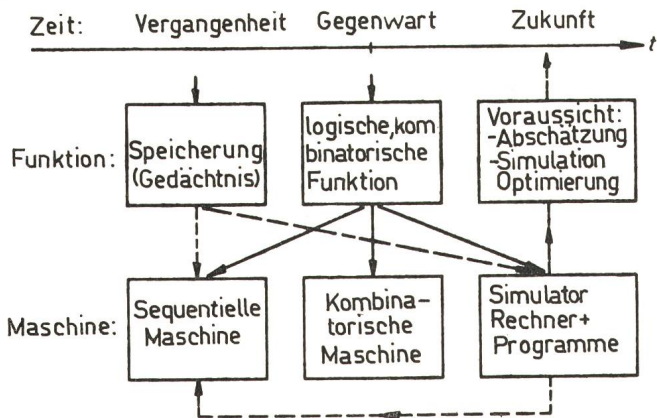 Zeit: Vergangenheit Gegenwart Zukunft
t
Funktion:
Speicherung
(Gedächtnis)
logische,kom
binatorische
Funktion
Voraussicht:
-Abschätzung
-Simulation
Optimierung
Maschine:
Sequentielle
Maschine
Kombina-
torische
Maschine
Simulator
Rechner+
Programme